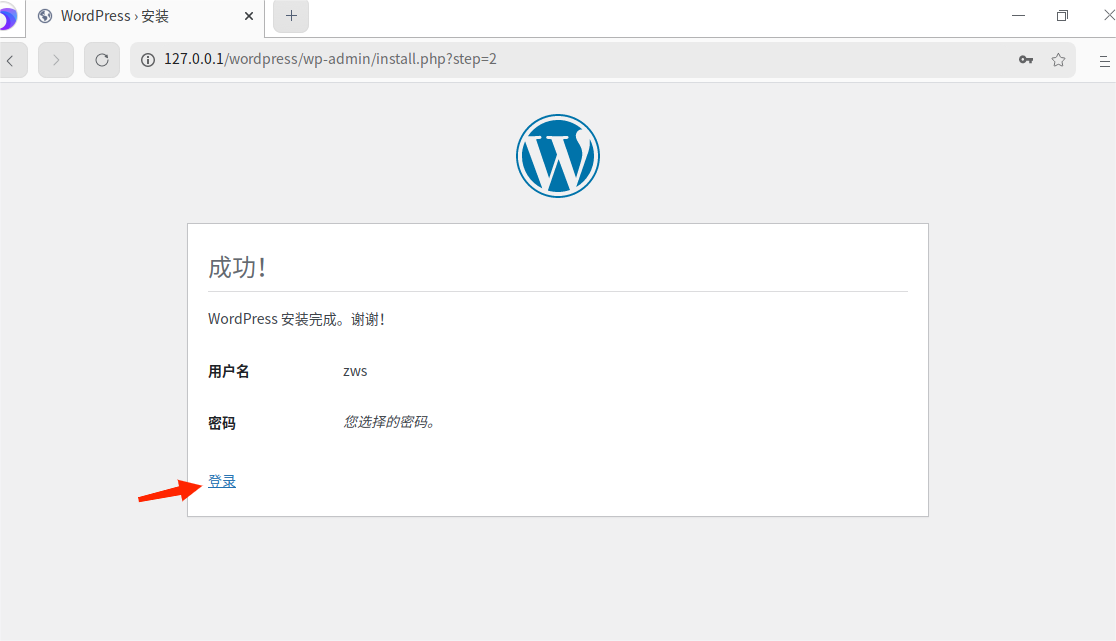 WordPress › 安装
127.0.0.1/wordpress/wp-admin/install.php?step=2
成功！
WordPress 安装完成。谢谢！
用户名 zws
密码 您选择的密码。
登录